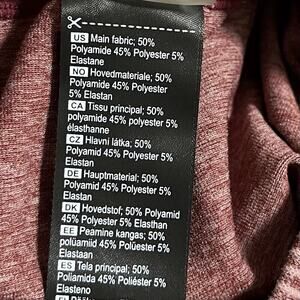 US Main fabric; 50%
Polyamide 45% Polyester 5%
Elastane
NO Hovedmateriale; 50%
Polyamid 45% Polyester 5%
Elastan
CA Tissu principal; 50%
polyamide 45% polyester 5%
élasthanne
CZ Hlavní látka; 50%
Polyamid 45% Polyester 5%
Elastan
DE Hauptmaterial; 50%
Polyamid 45% Polyester 5%
Elastan
DK Hovedstof; 50% Polyamid
45% Polyester 5% Elasthan
EE Peamine kangas; 50%
polüamiid 45% Polüester 5%
Elastaan
ES Tela principal; 50%
Poliamida 45% Poliéster 5%
Elasteno